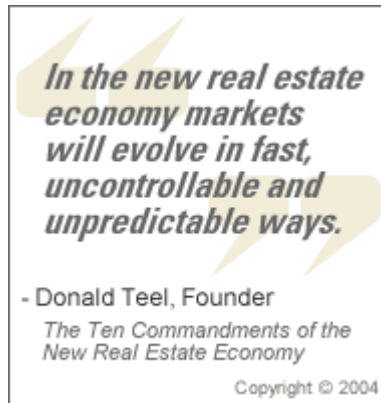 In the new real estate
economy markets
will evolve in fast,
uncontrollable and
unpredictable ways.
- Donald Teel, Founder
The Ten Commandments of the
New Real Estate Economy
Copyright © 2004